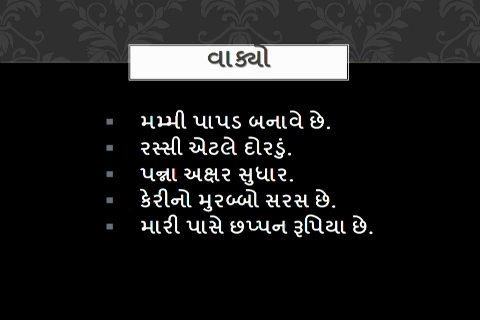 વાક્યો
મમ્મી પાપડ બનાવે છે.
રસ્સી એટલે દોરડું.
પન્ના અક્ષર સુધાર.
કેરીનો મુરબ્બો સરસ છે.
મારી પાસે છપ્પન રૂપિયા છે.